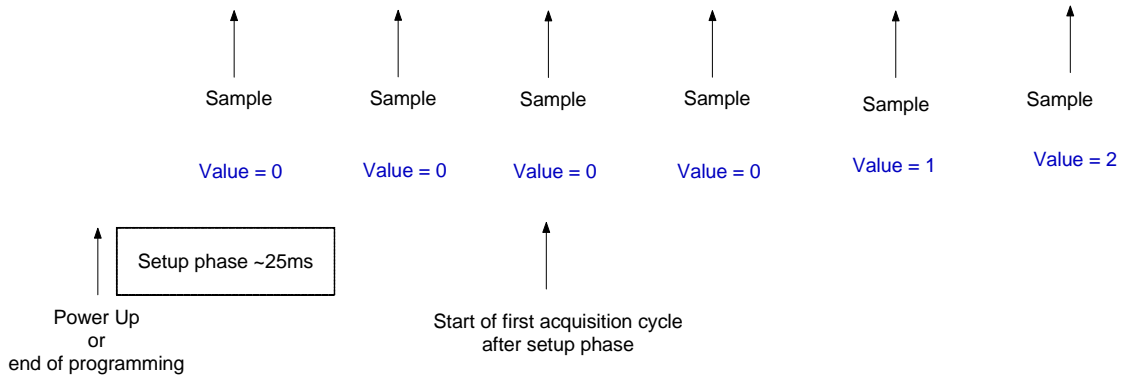 Sample Sample Sample Sample Sample Sample
Value = 0 Value = 0 Value = 0 Value = 0 Value = 1 Value = 2
Setup phase ~25ms
Power Up
or
end of programming
Start of first acquisition cycle
after setup phase